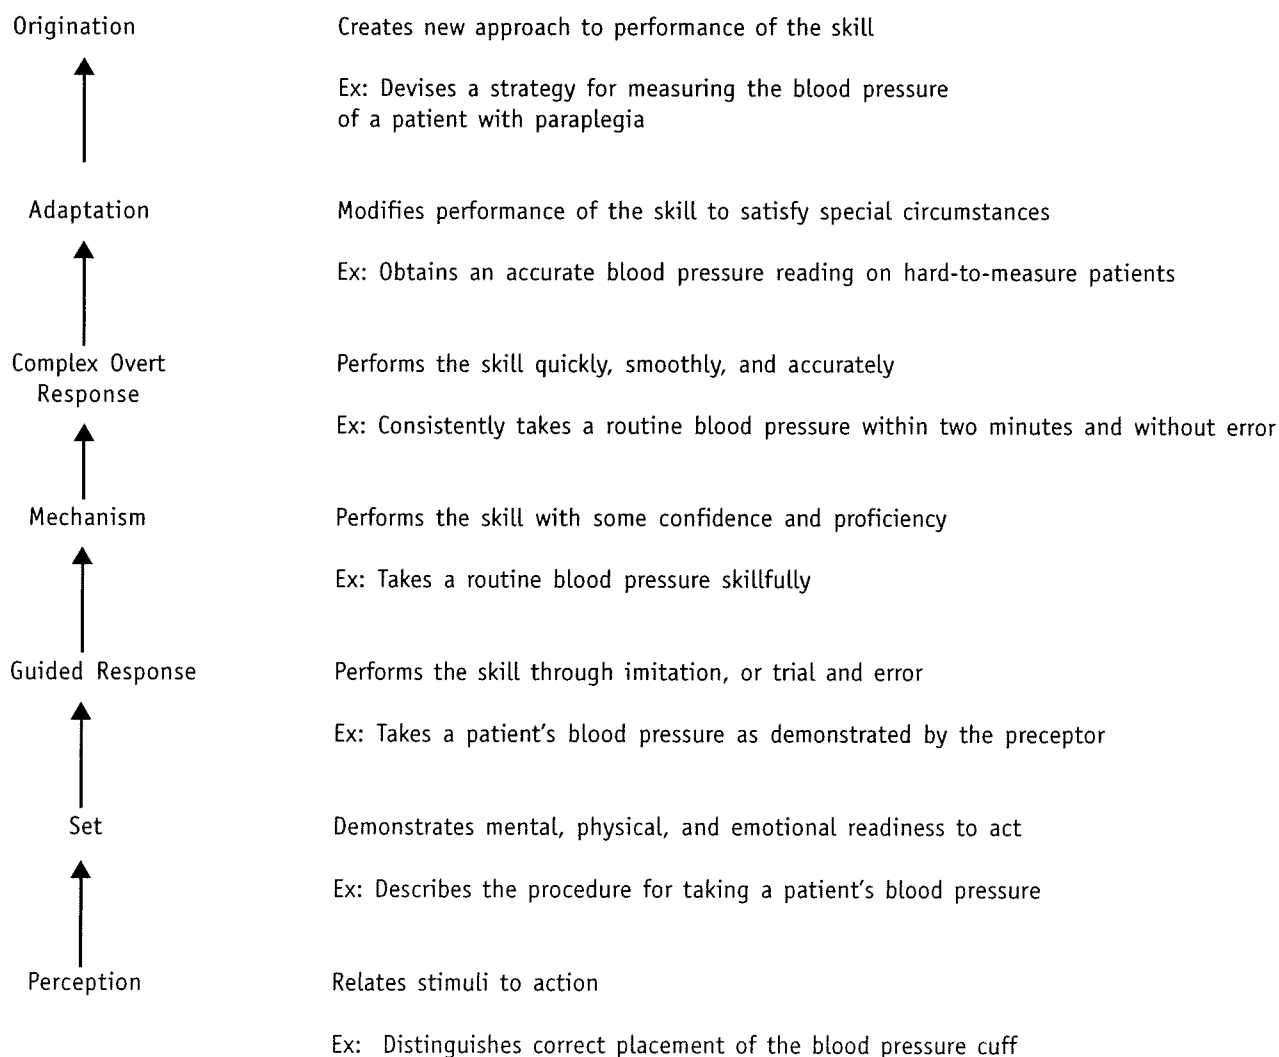 Origination Creates new approach to performance of the skill
Ex: Devises a strategy for measuring the blood pressure
of a patient with paraplegia
Adaptation Modifies performance of the skill to satisfy special circumstances
Ex: Obtains an accurate blood pressure reading on hard-to-measure patients
Complex Overt Performs the skill quickly, smoothly, and accurately
Response
Ex: Consistently takes a routine blood pressure within two minutes and without error
Mechanism Performs the skill with some confidence and proficiency
Ex: Takes a routine blood pressure skillfully
Guided Response Performs the skill through imitation, or trial and error
Ex: Takes a patient's blood pressure as demonstrated by the preceptor
Set Demonstrates mental, physical, and emotional readiness to act
Ex: Describes the procedure for taking a patient's blood pressure
Perception Relates stimuli to action
Ex: Distinguishes correct placement of the blood pressure cuff